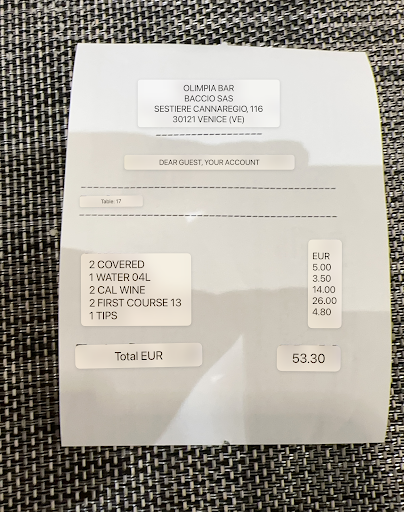 OLIMPIA BAR
BACCIO SAS
SESTIERE CANNAREGIO, 116
30121 VENICE (VE)
DEAR GUEST, YOUR ACCOUNT
Table: 17
EUR
2 COVERED 5.00
1 WATER 04L 3.50
2 CAL WINE 14.00
2 FIRST COURSE 13 26.00
1 TIPS 4.80
Total EUR 53.30